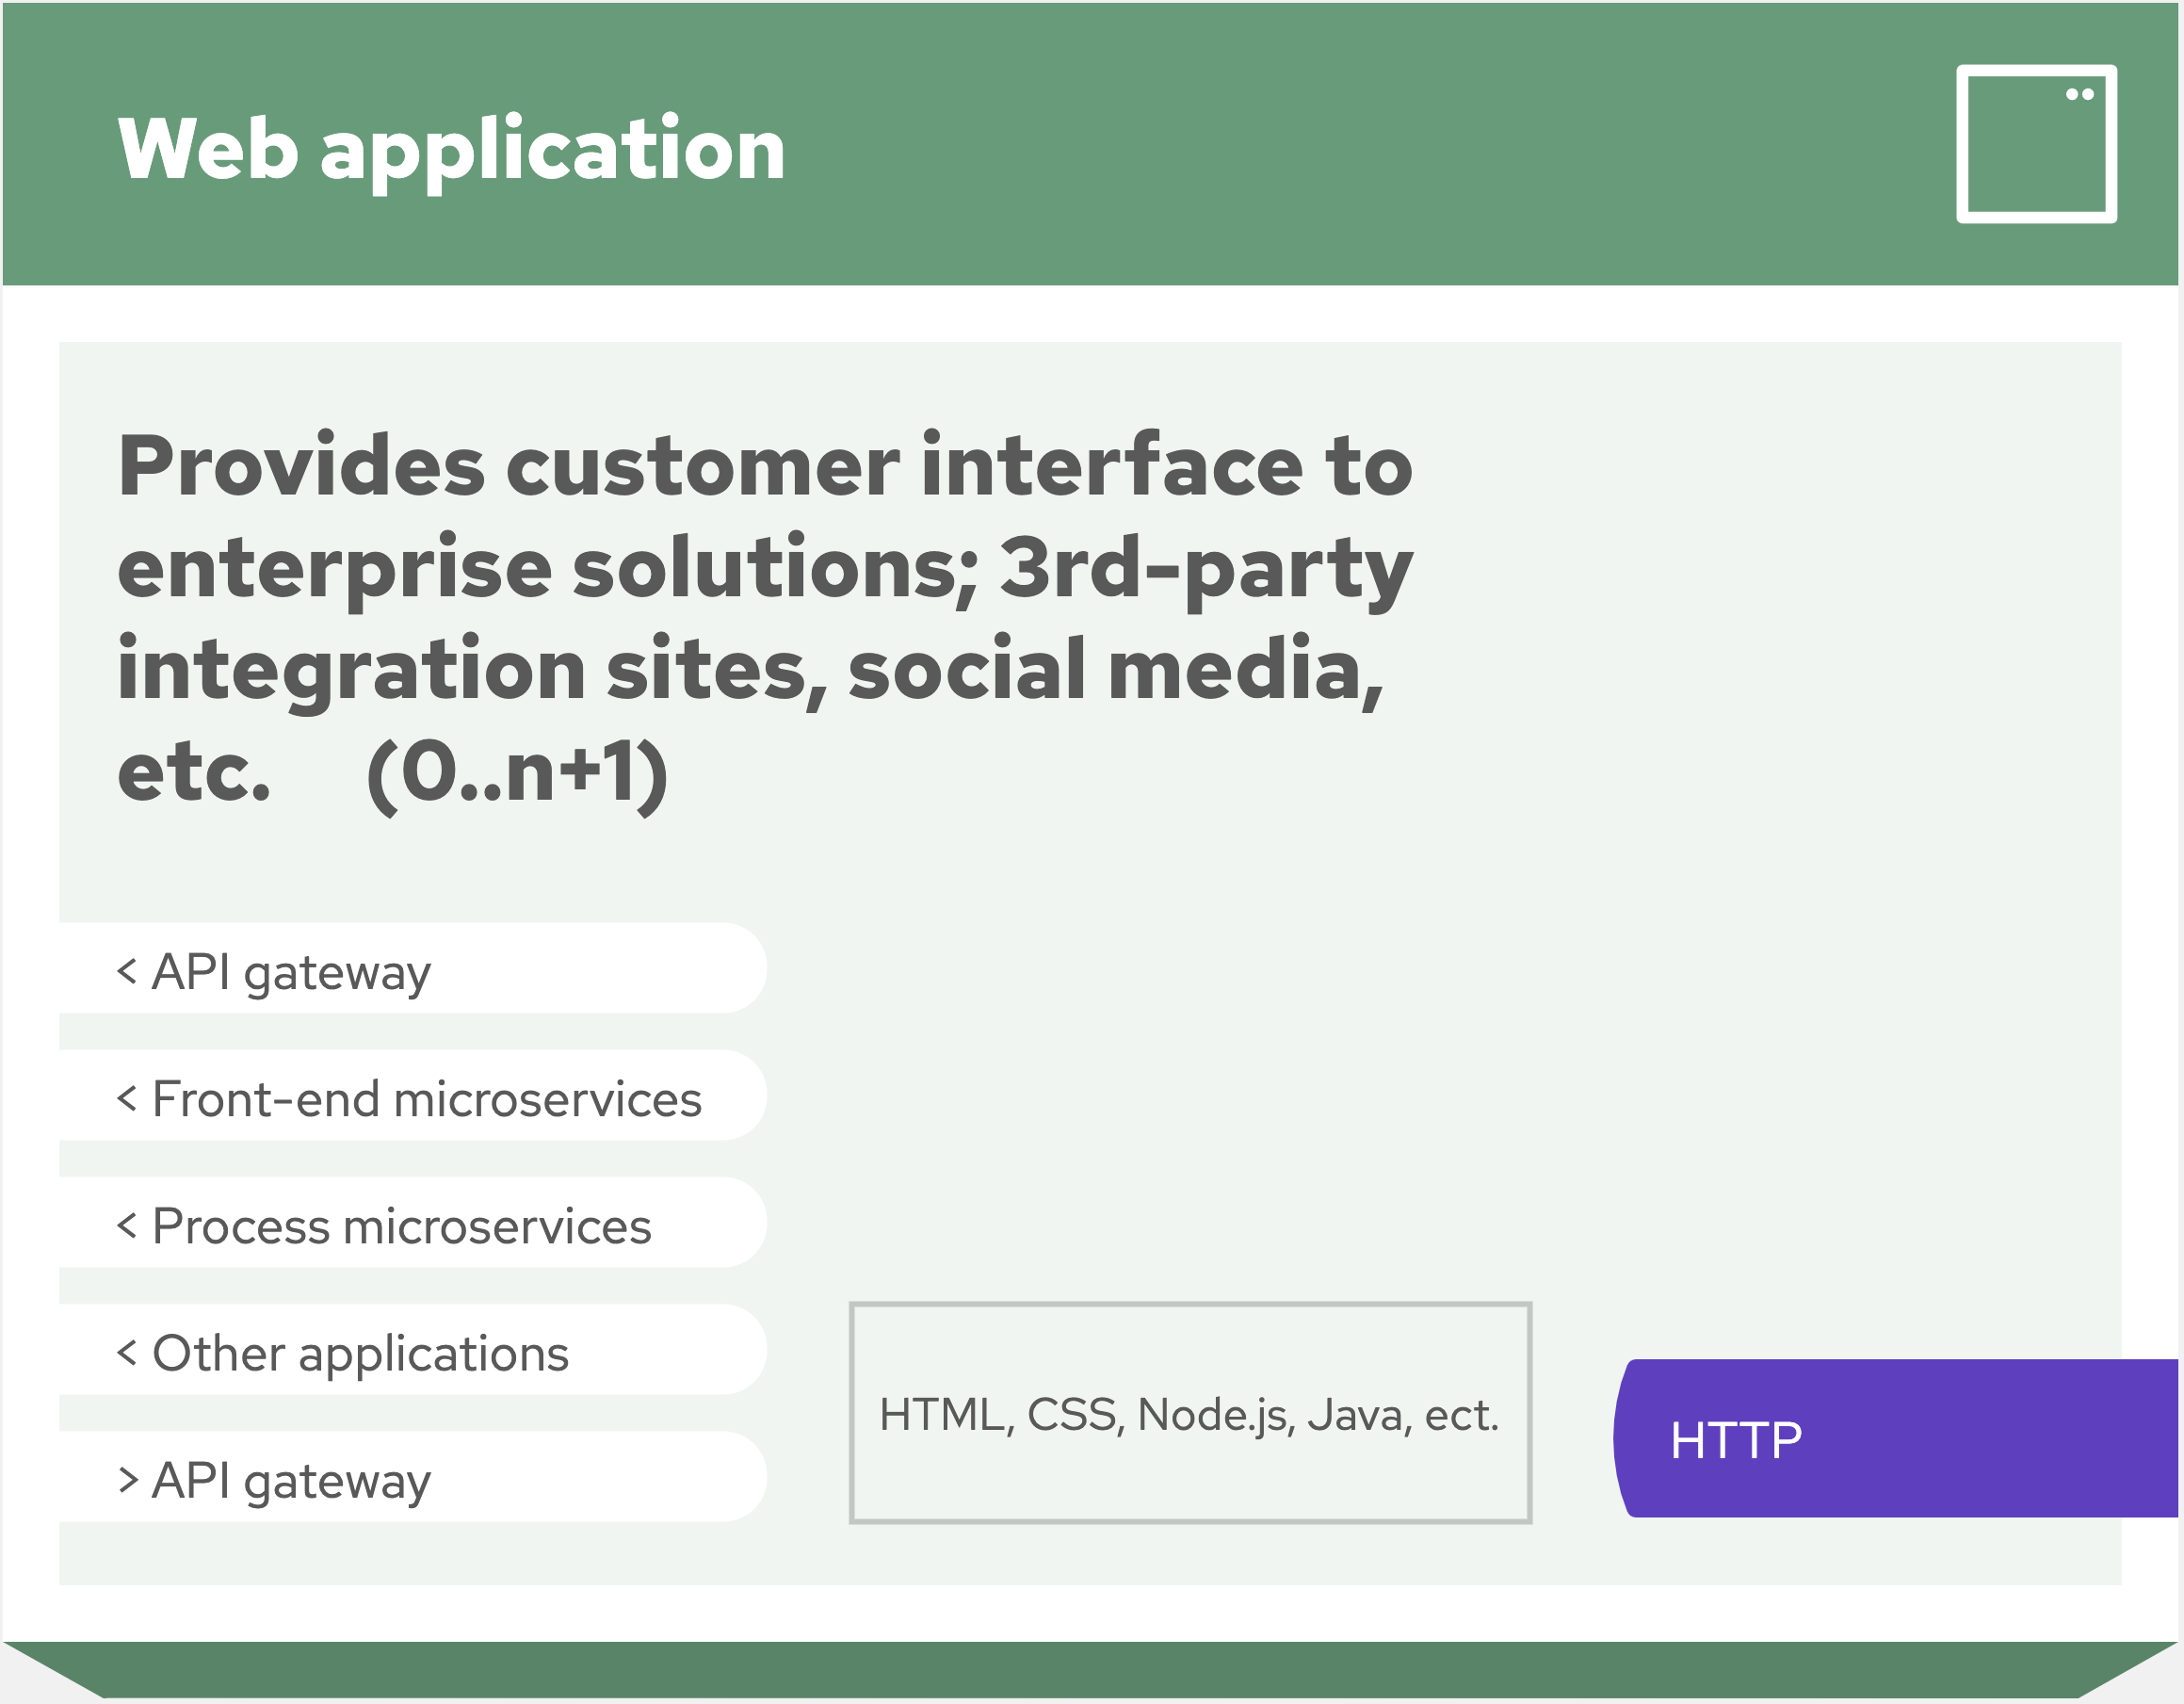 Web application
Provides customer interface to
enterprise solutions; 3rd-party
integration sites, social media,
etc.    (0..n+1)
< API gateway
< Front-end microservices
< Process microservices
< Other applications
> API gateway
HTML, CSS, Node.js, Java, ect.
HTTP